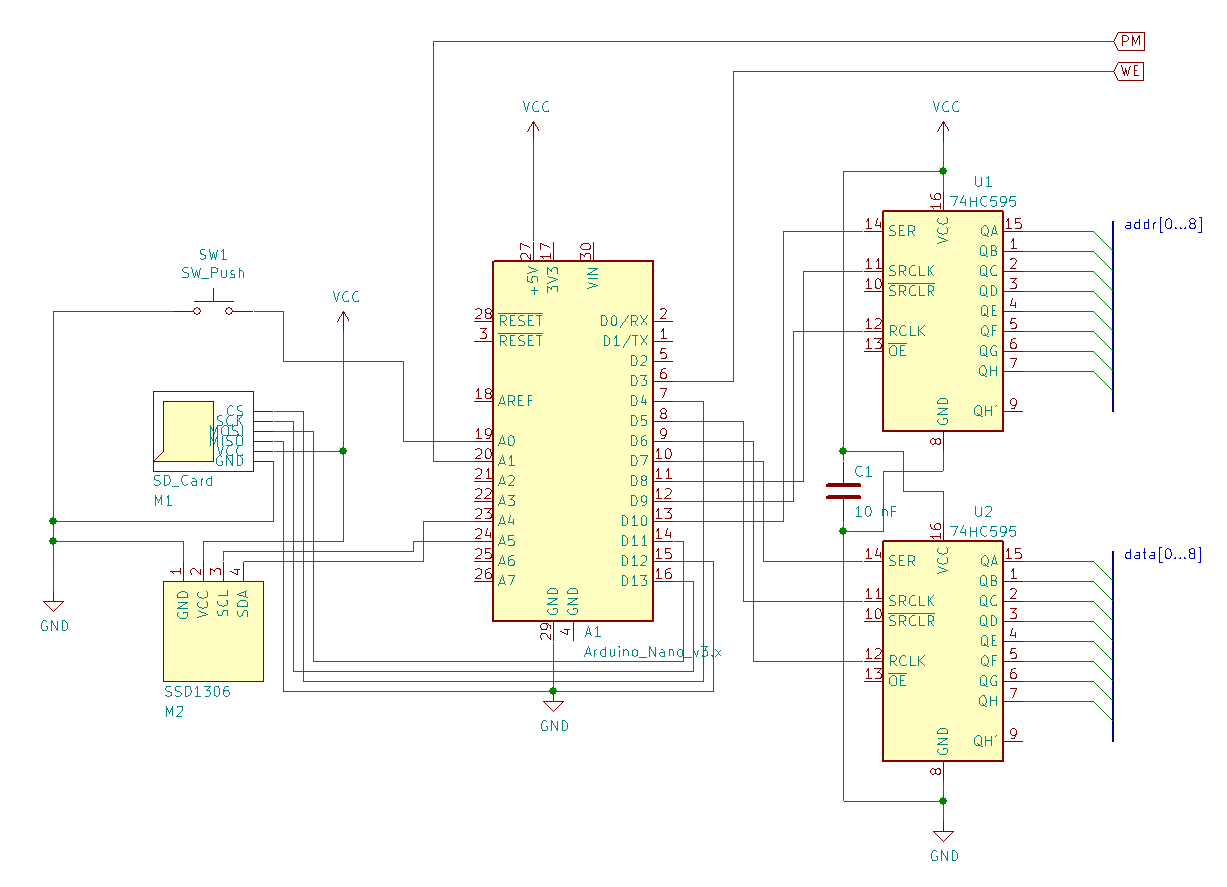 PM
WE
VCC
VCC
U1
74HC595
16
VCC
14
SER
11
SRCLK
10
SRCLR
12
RCLK
13
OE
GND
8
QA
15
QB
1
QC
2
QD
3
QE
4
QF
5
QG
6
QH
7
QH'
9
addr[0...8]
SW1
SW_Push
VCC
27
17
30
+5V
3V3
VIN
28
RESET
3
RESET
18
AREF
19
A0
20
A1
21
A2
22
A3
23
A4
24
A5
25
A6
26
A7
D0/RX
2
D1/TX
1
D2
5
D3
6
D4
7
D5
8
D6
9
D7
10
D8
11
D9
12
D10
13
D11
14
D12
15
D13
16
GND
GND
29
4
A1
Arduino_Nano_v3.x
GND
CS
SCK
MOSI
MISO
VCC
GND
SD_Card
M1
1
2
3
4
GND
VCC
SCL
SDA
SSD1306
M2
GND
C1
10 nF
U2
74HC595
16
VCC
14
SER
11
SRCLK
10
SRCLR
12
RCLK
13
OE
GND
8
QA
15
QB
1
QC
2
QD
3
QE
4
QF
5
QG
6
QH
7
QH'
9
data[0...8]
GND